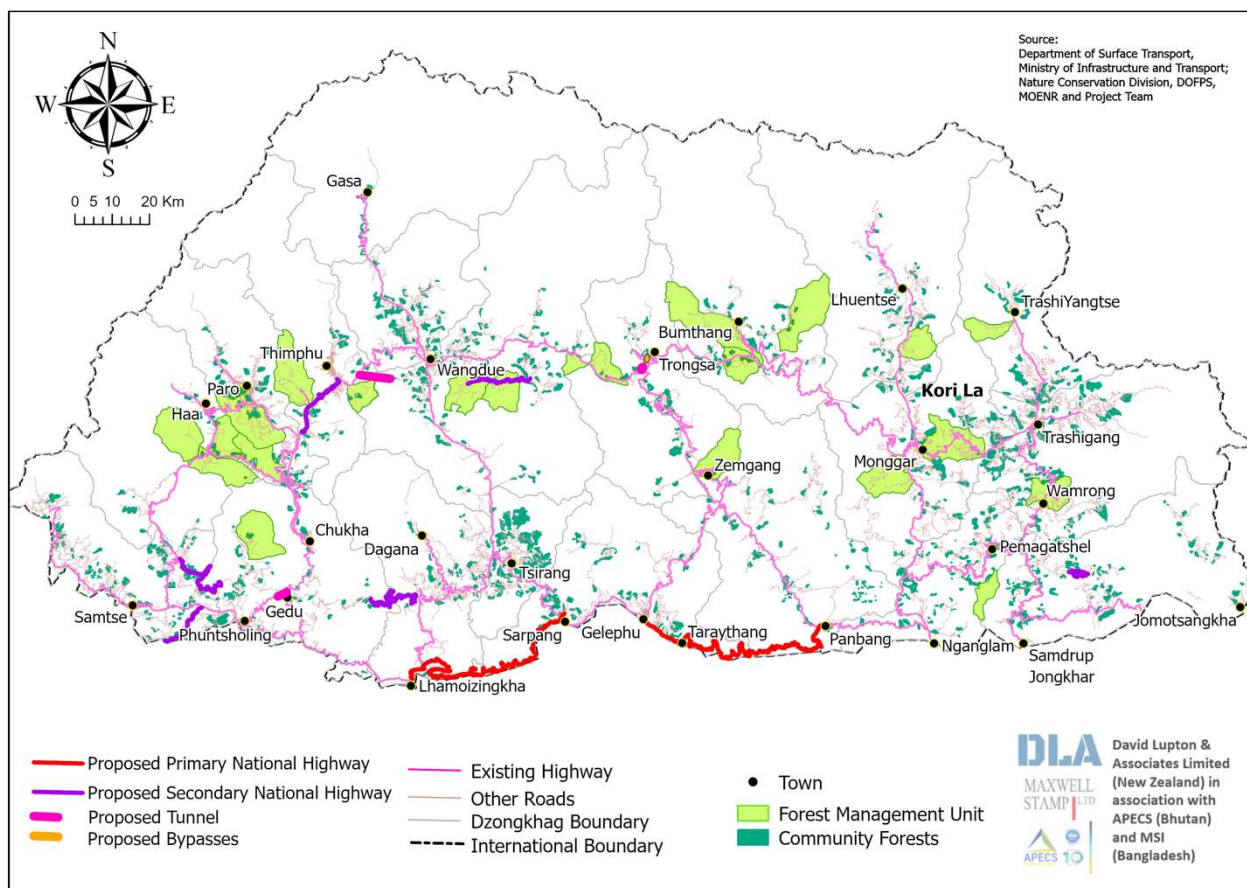 N
W
E
S
0 5 10 20 Km
Source:
Department of Surface Transport,
Ministry of Infrastructure and Transport;
Nature Conservation Division, DOFPS,
MOENR and Project Team
Gasa
Lhuentse
TrashiYangtse
Bumthang
Thimphu
Wangdue
Trongsa
Paro
Haa
Kori La
Trashigang
Monggar
Zemgang
Wamrong
Chukha
Dagana
Pemagatshel
Tsirang
Samtse
Gedu
Phuntsholing
Sarpang
Gelephu
Taraythang
Panbang
Nganglam
Jomotsangkha
Samdrup
Jongkhar
Lhamoizingkha
Proposed Primary National Highway
Proposed Secondary National Highway
Proposed Tunnel
Proposed Bypasses
Existing Highway
Other Roads
Dzongkhag Boundary
International Boundary
Town
Forest Management Unit
Community Forests
DLA
MAXWELL
STAMP LTD
APECS
10
David Lupton &
Associates Limited
(New Zealand) in
association with
APECS (Bhutan)
and MSI
(Bangladesh)